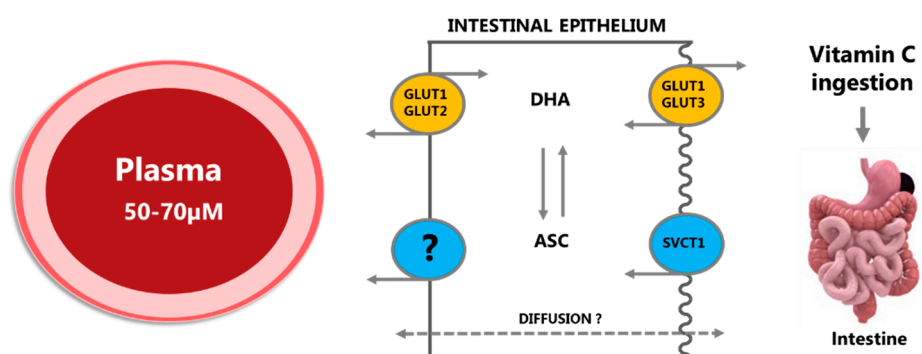 INTESTINAL EPITHELIUM
Vitamin C
ingestion
Plasma
50-70µM
GLUT1
GLUT2
DHA
GLUT1
GLUT3
?
ASC
SVCT1
DIFFUSION ?
Intestine